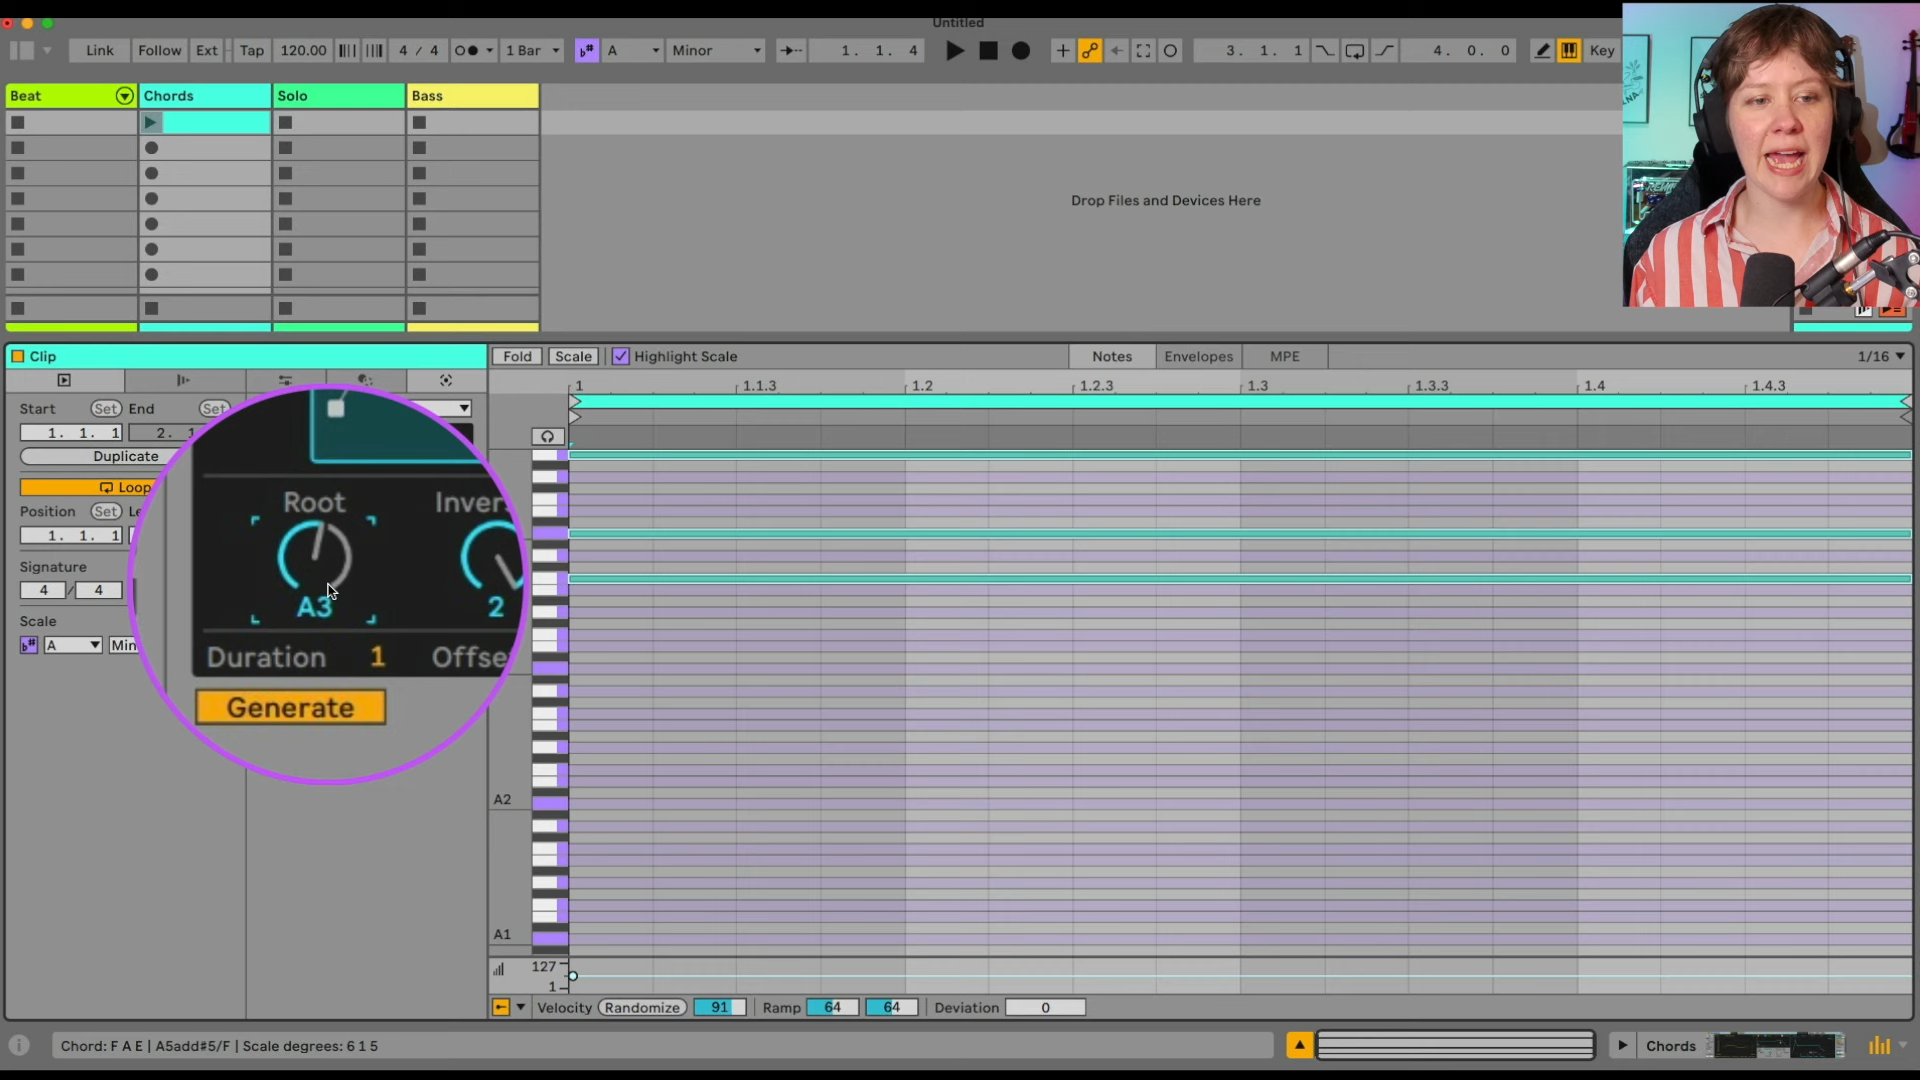 Untitled
Link Follow Ext Tap 120.00 4 / 4 1 Bar A Minor 1. 1. 4 3. 1. 1 4. 0. 0 Key
Beat Chords Solo Bass
Drop Files and Devices Here
Clip Fold Scale Highlight Scale Notes Envelopes MPE 1/16
1 1.1.3 1.2 1.2.3 1.3 1.3.3 1.4 1.4.3
Start Set End Set
1. 1. 1 2. 1
Duplicate
Loop
Position Set
1. 1. 1
Signature
4 / 4
Scale
A
Root
A3
2
Duration 1
Generate
A2
A1
127
1
Velocity Randomize 91 Ramp 64 64 Deviation 0
Chord: F A E | A5add#5/F | Scale degrees: 6 1 5 Chords